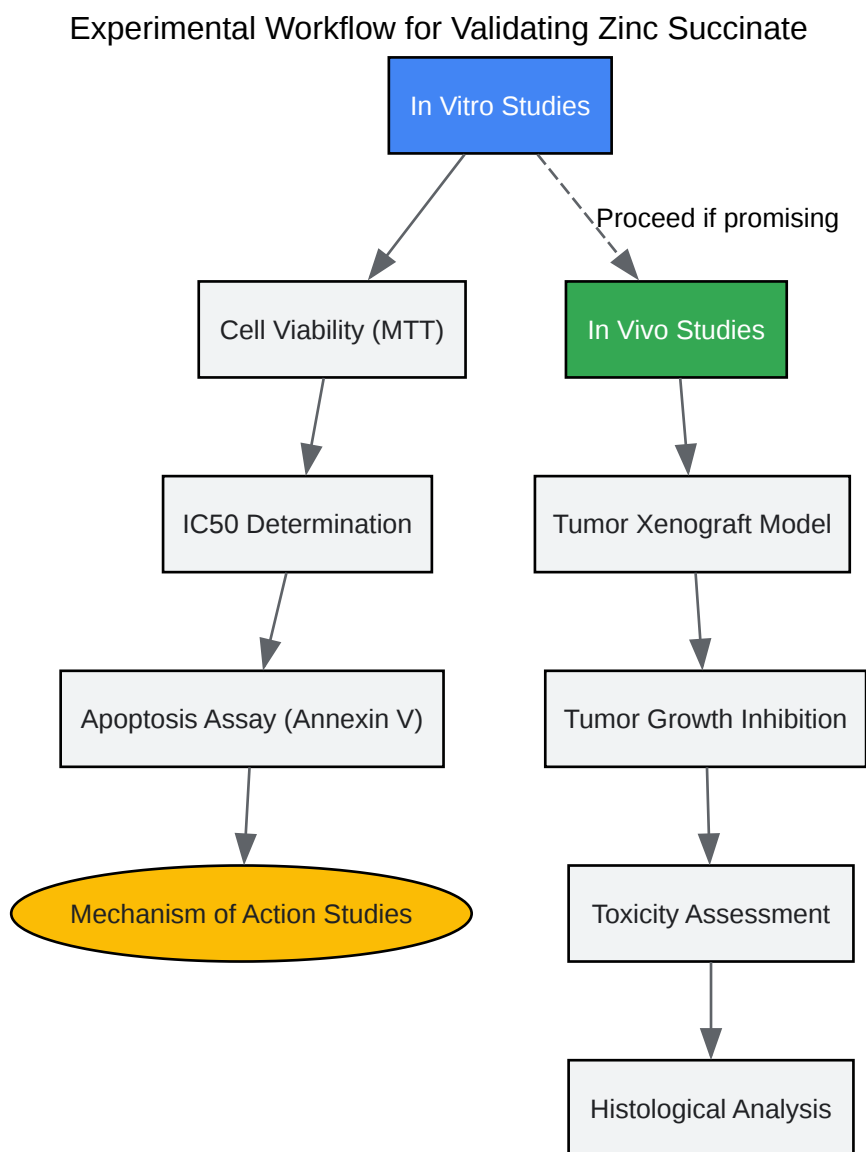 Experimental Workflow for Validating Zinc Succinate
In Vitro Studies
Proceed if promising
Cell Viability (MTT)
In Vivo Studies
IC50 Determination
Tumor Xenograft Model
Apoptosis Assay (Annexin V)
Tumor Growth Inhibition
Mechanism of Action Studies
Toxicity Assessment
Histological Analysis